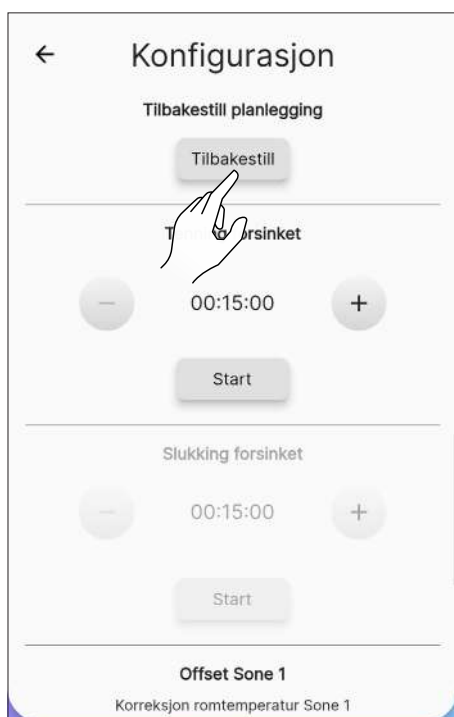 ← Konfigurasjon
Tilbakestill planlegging
Tilbakestill
forsinket
− 00:15:00 +
Start
Slukking forsinket
− 00:15:00 +
Start
Offset Sone 1
Korreksjon romtemperatur Sone 1